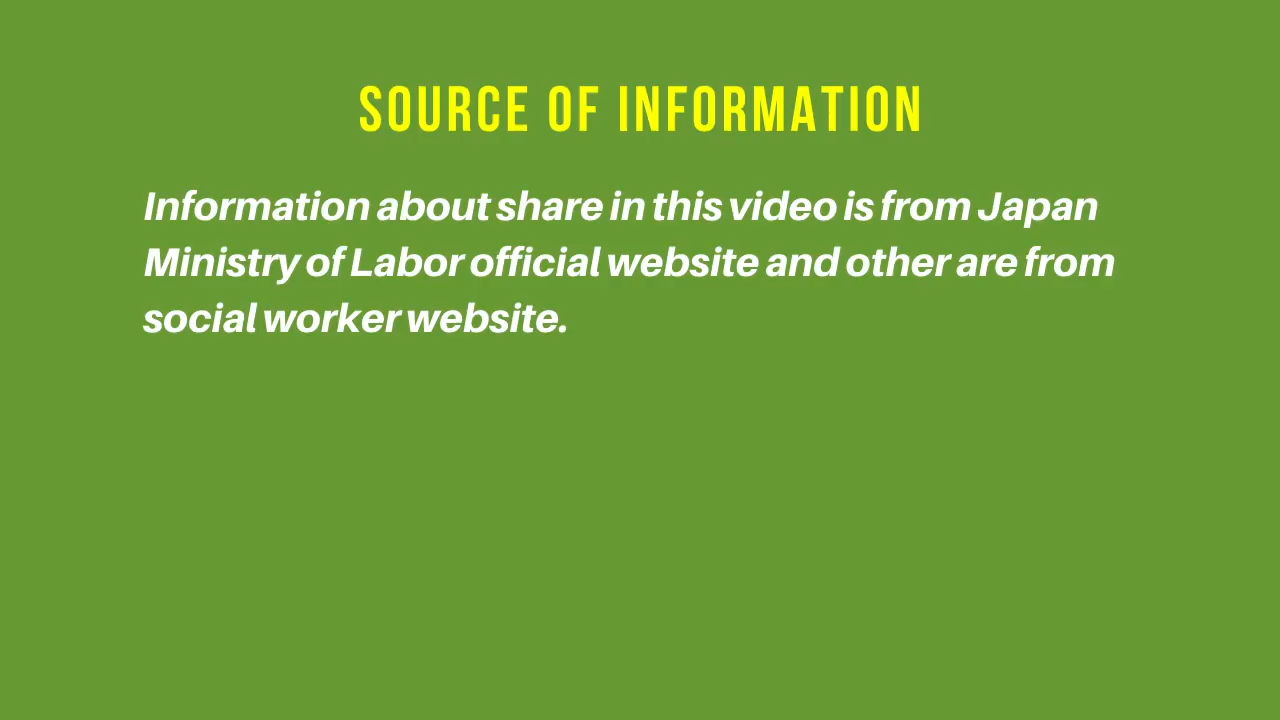 SOURCE OF INFORMATION
Information about share in this video is from Japan
Ministry of Labor official website and other are from
social worker website.